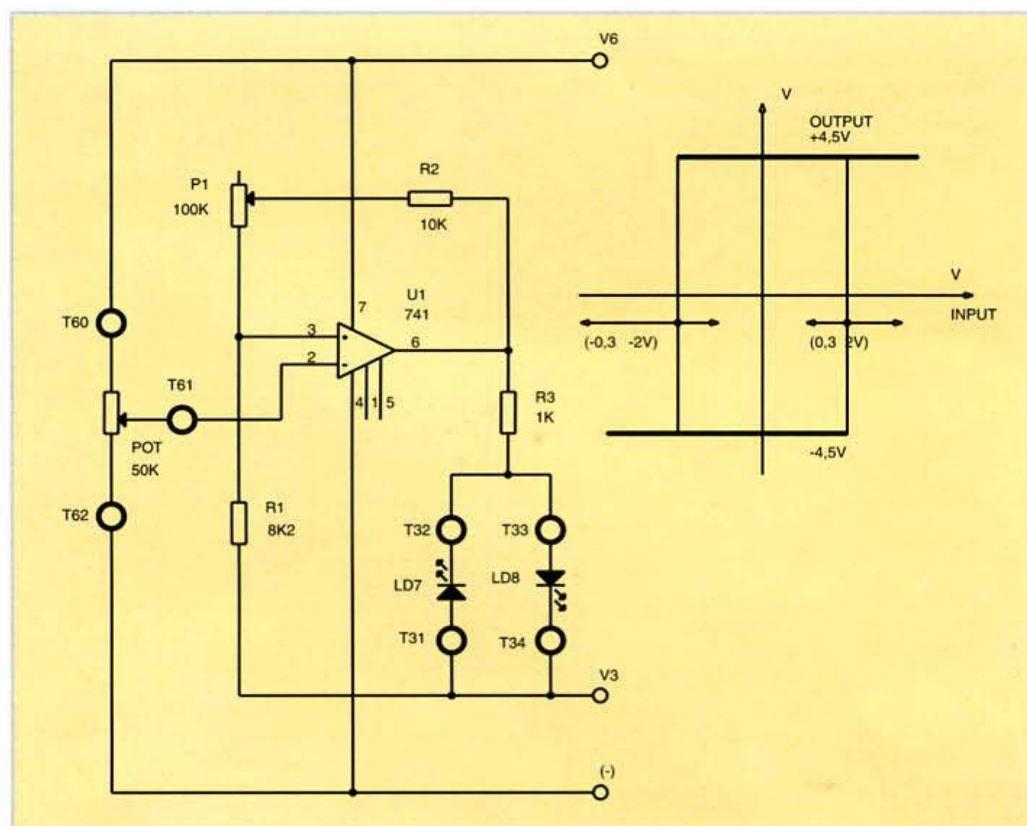 V6
V
OUTPUT
+4,5V
P1
100K
R2
10K
V
INPUT
U1
741
7
3
2
6
4
1
5
(-0,3 -2V)
(0,3 2V)
T60
T61
POT
50K
T62
R3
1K
-4,5V
R1
8K2
T32
T33
LD7
LD8
T31
T34
V3
(-)